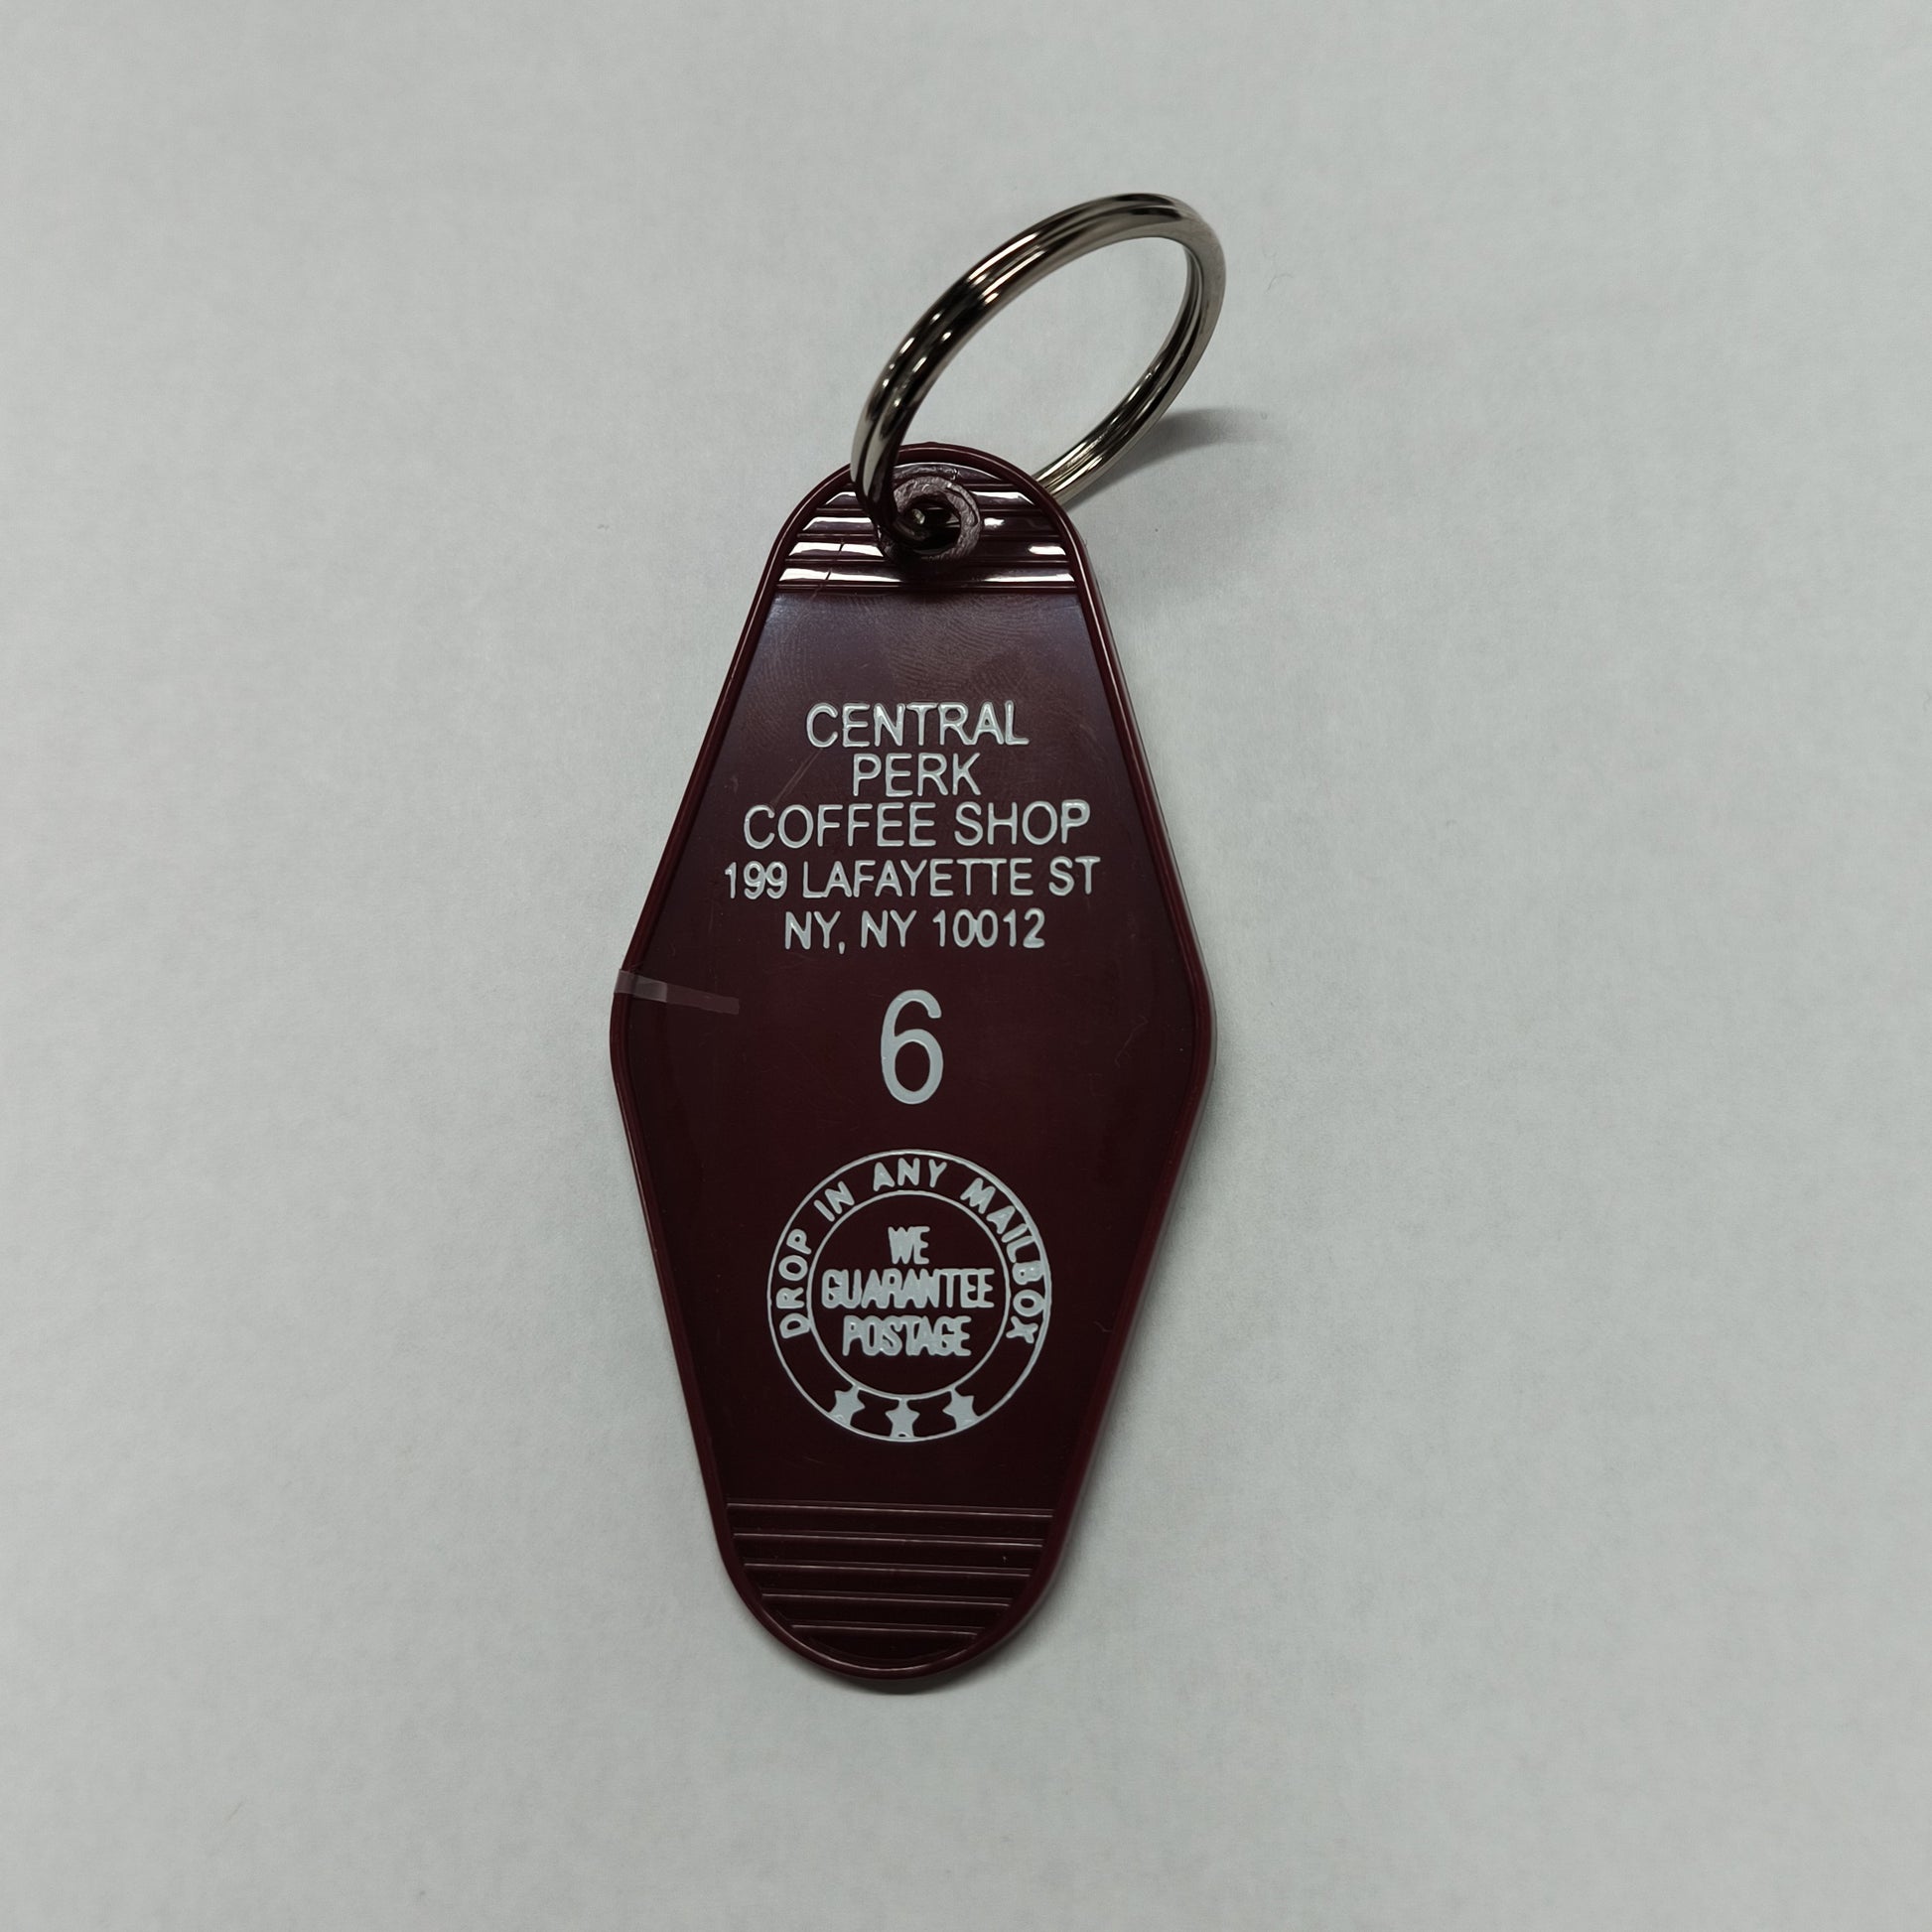 CENTRAL
PERK
COFFEE SHOP
199 LAFAYETTE ST
NY, NY 10012
6
DROP IN ANY MAILBOX
WE
GUARANTEE
POSTAGE